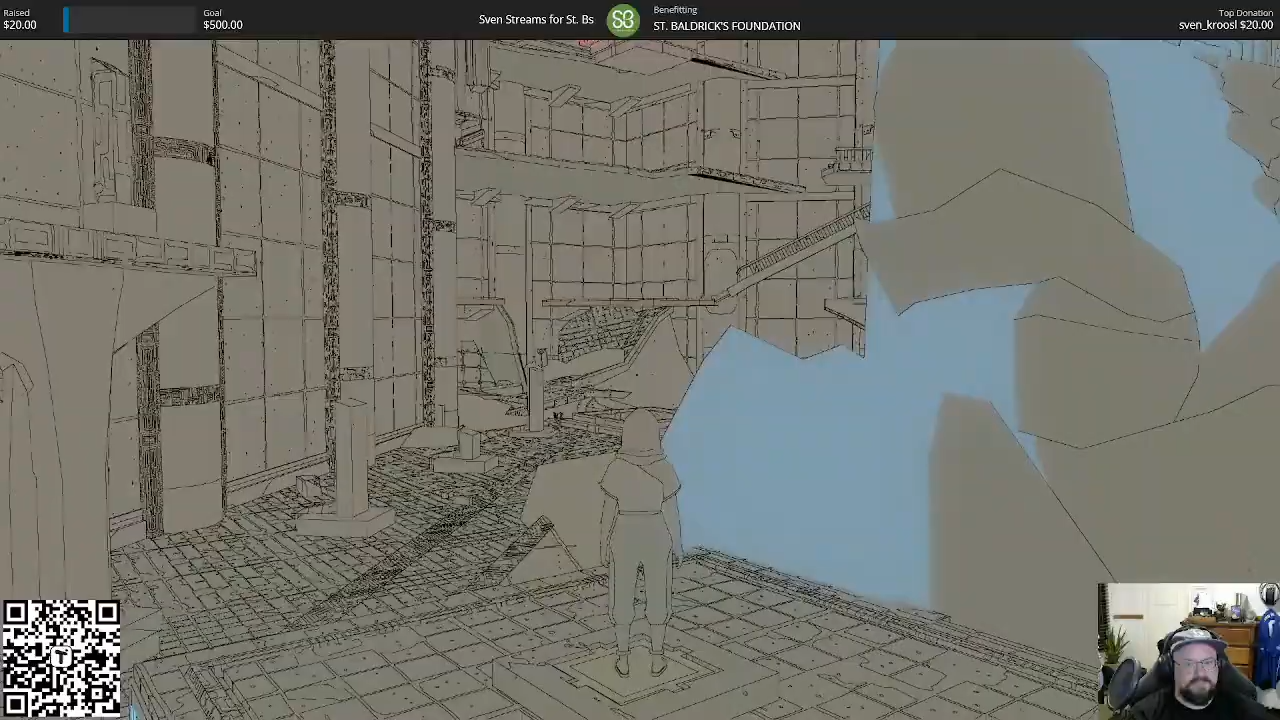 Raised
$20.00
Goal
$500.00
Sven Streams for St. Bs
SB
Benefitting
ST. BALDRICK'S FOUNDATION
Top Donation
sven_kroosl $20.00